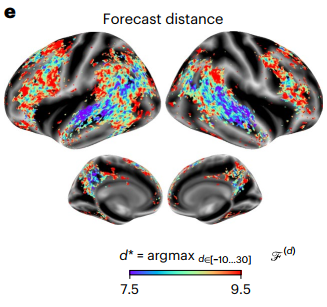 e
Forecast distance
d* = argmax d∈[−10...30] ℱ(d)
7.5 9.5